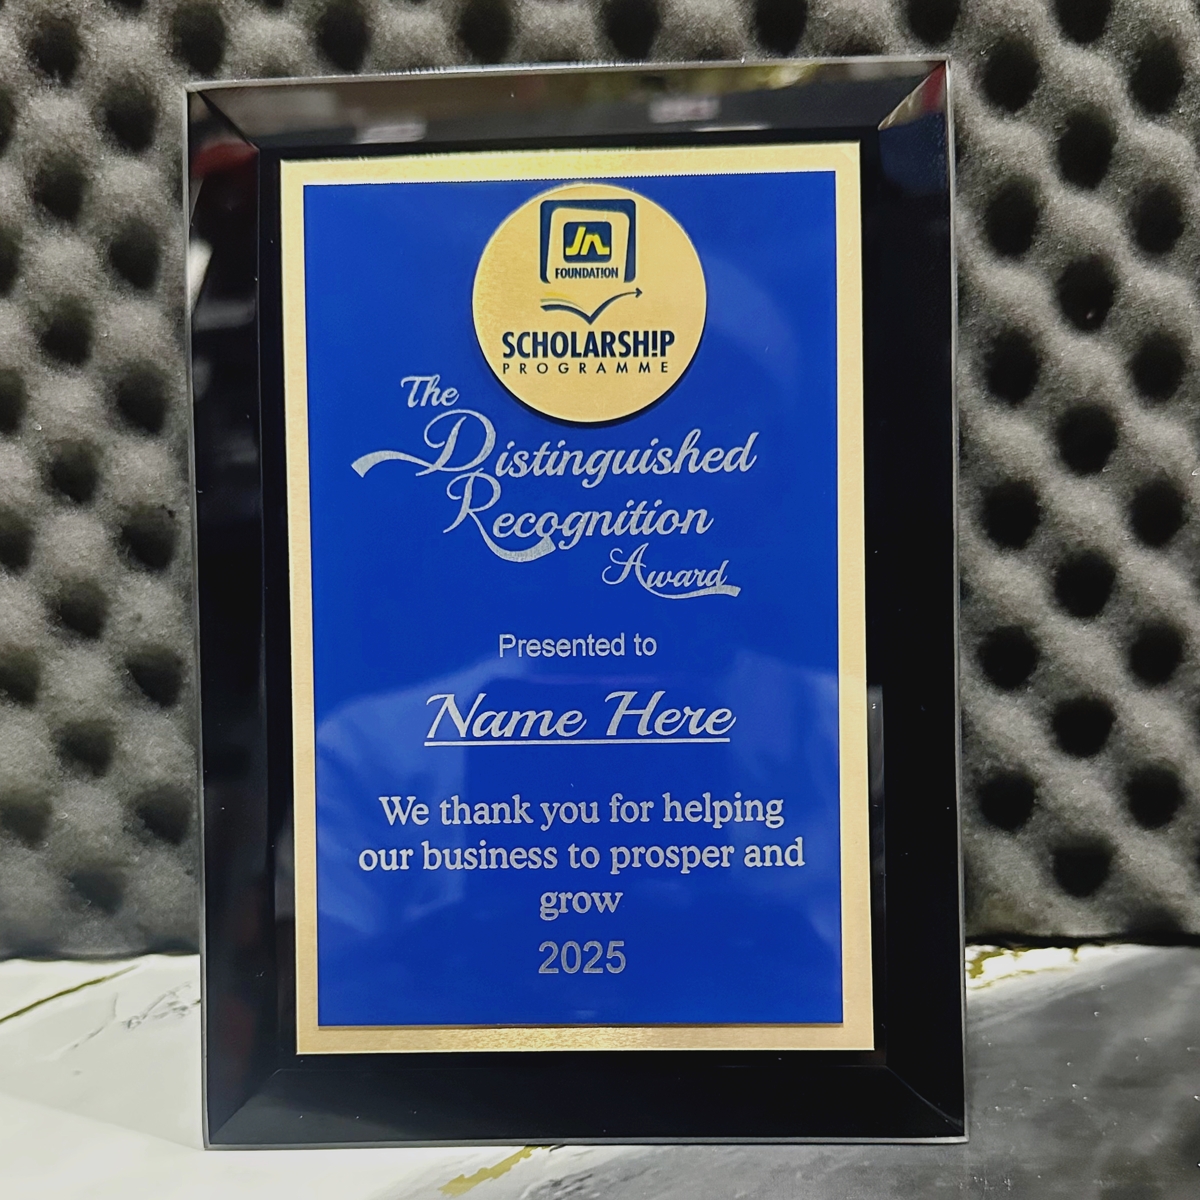 JN
FOUNDATION
SCHOLARSH!P
PROGRAMME
The
Distinguished
Recognition
Award
Presented to
Name Here
We thank you for helping
our business to prosper and
grow
2025